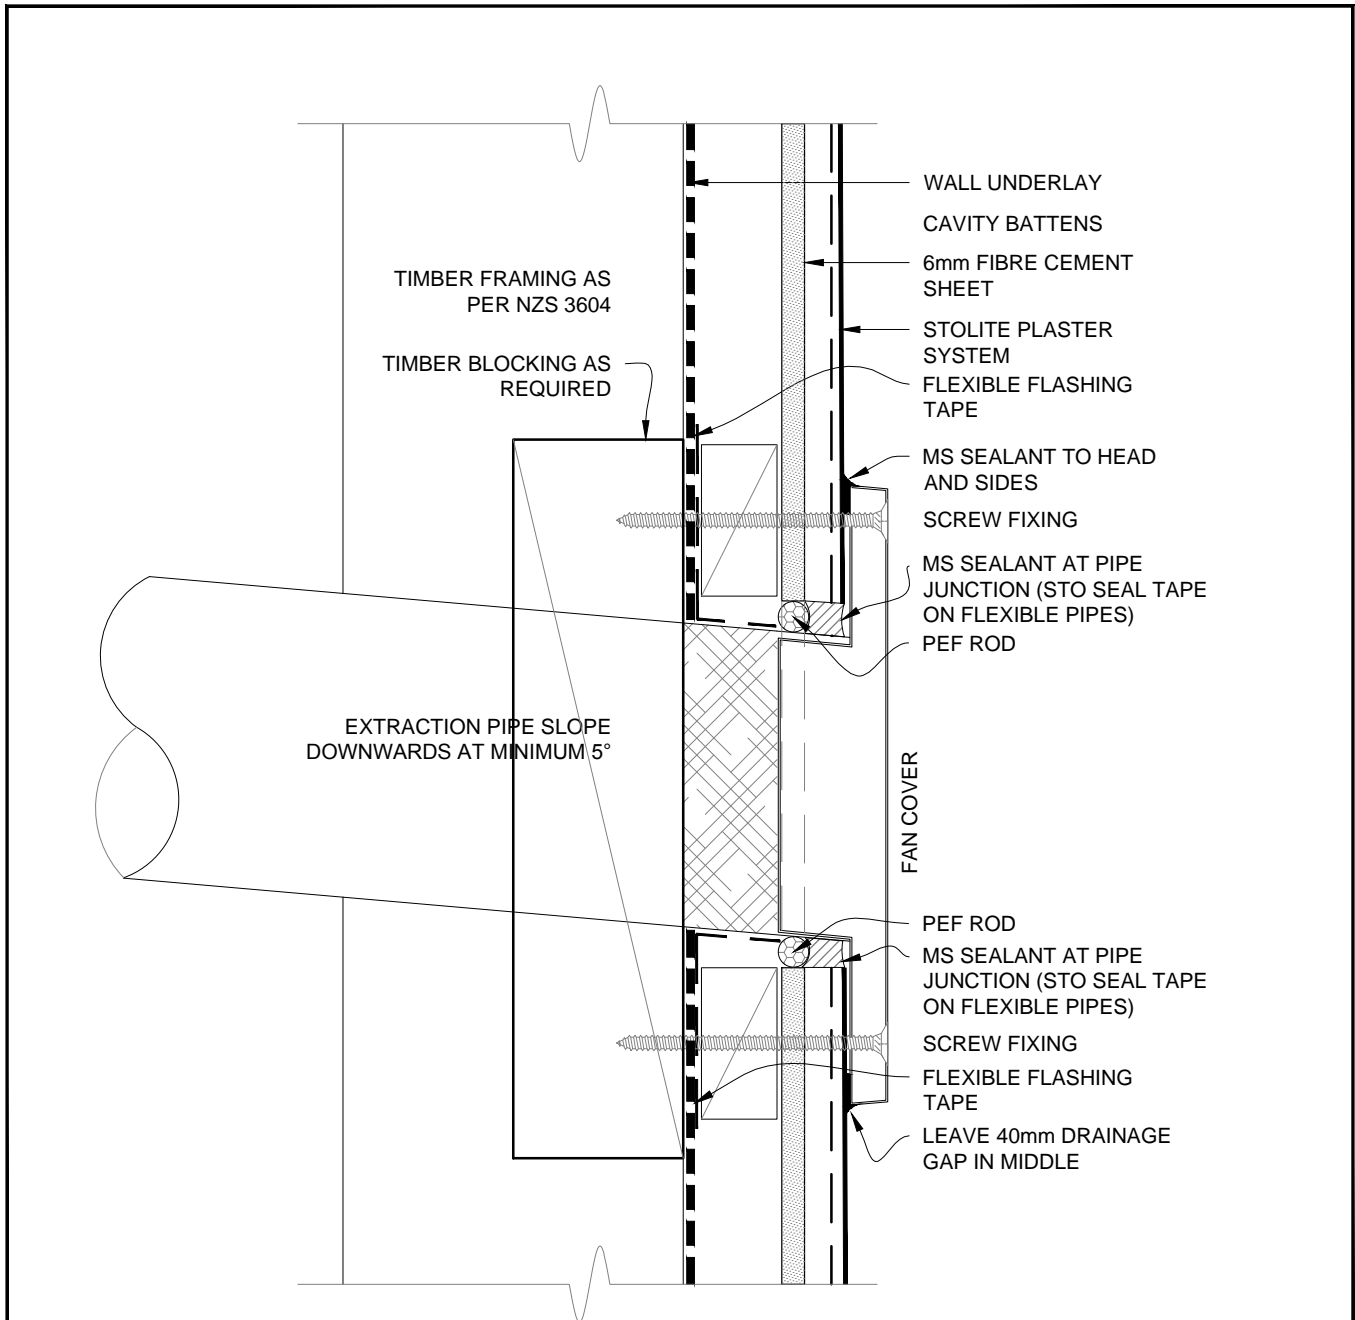 WALL UNDERLAY
CAVITY BATTENS
6mm FIBRE CEMENT
SHEET
TIMBER FRAMING AS
PER NZS 3604
STOLITE PLASTER
SYSTEM
TIMBER BLOCKING AS
REQUIRED
FLEXIBLE FLASHING
TAPE
MS SEALANT TO HEAD
AND SIDES
SCREW FIXING
MS SEALANT AT PIPE
JUNCTION (STO SEAL TAPE
ON FLEXIBLE PIPES)
PEF ROD
EXTRACTION PIPE SLOPE
DOWNWARDS AT MINIMUM 5°
FAN COVER
PEF ROD
MS SEALANT AT PIPE
JUNCTION (STO SEAL TAPE
ON FLEXIBLE PIPES)
SCREW FIXING
FLEXIBLE FLASHING
TAPE
LEAVE 40mm DRAINAGE
GAP IN MIDDLE